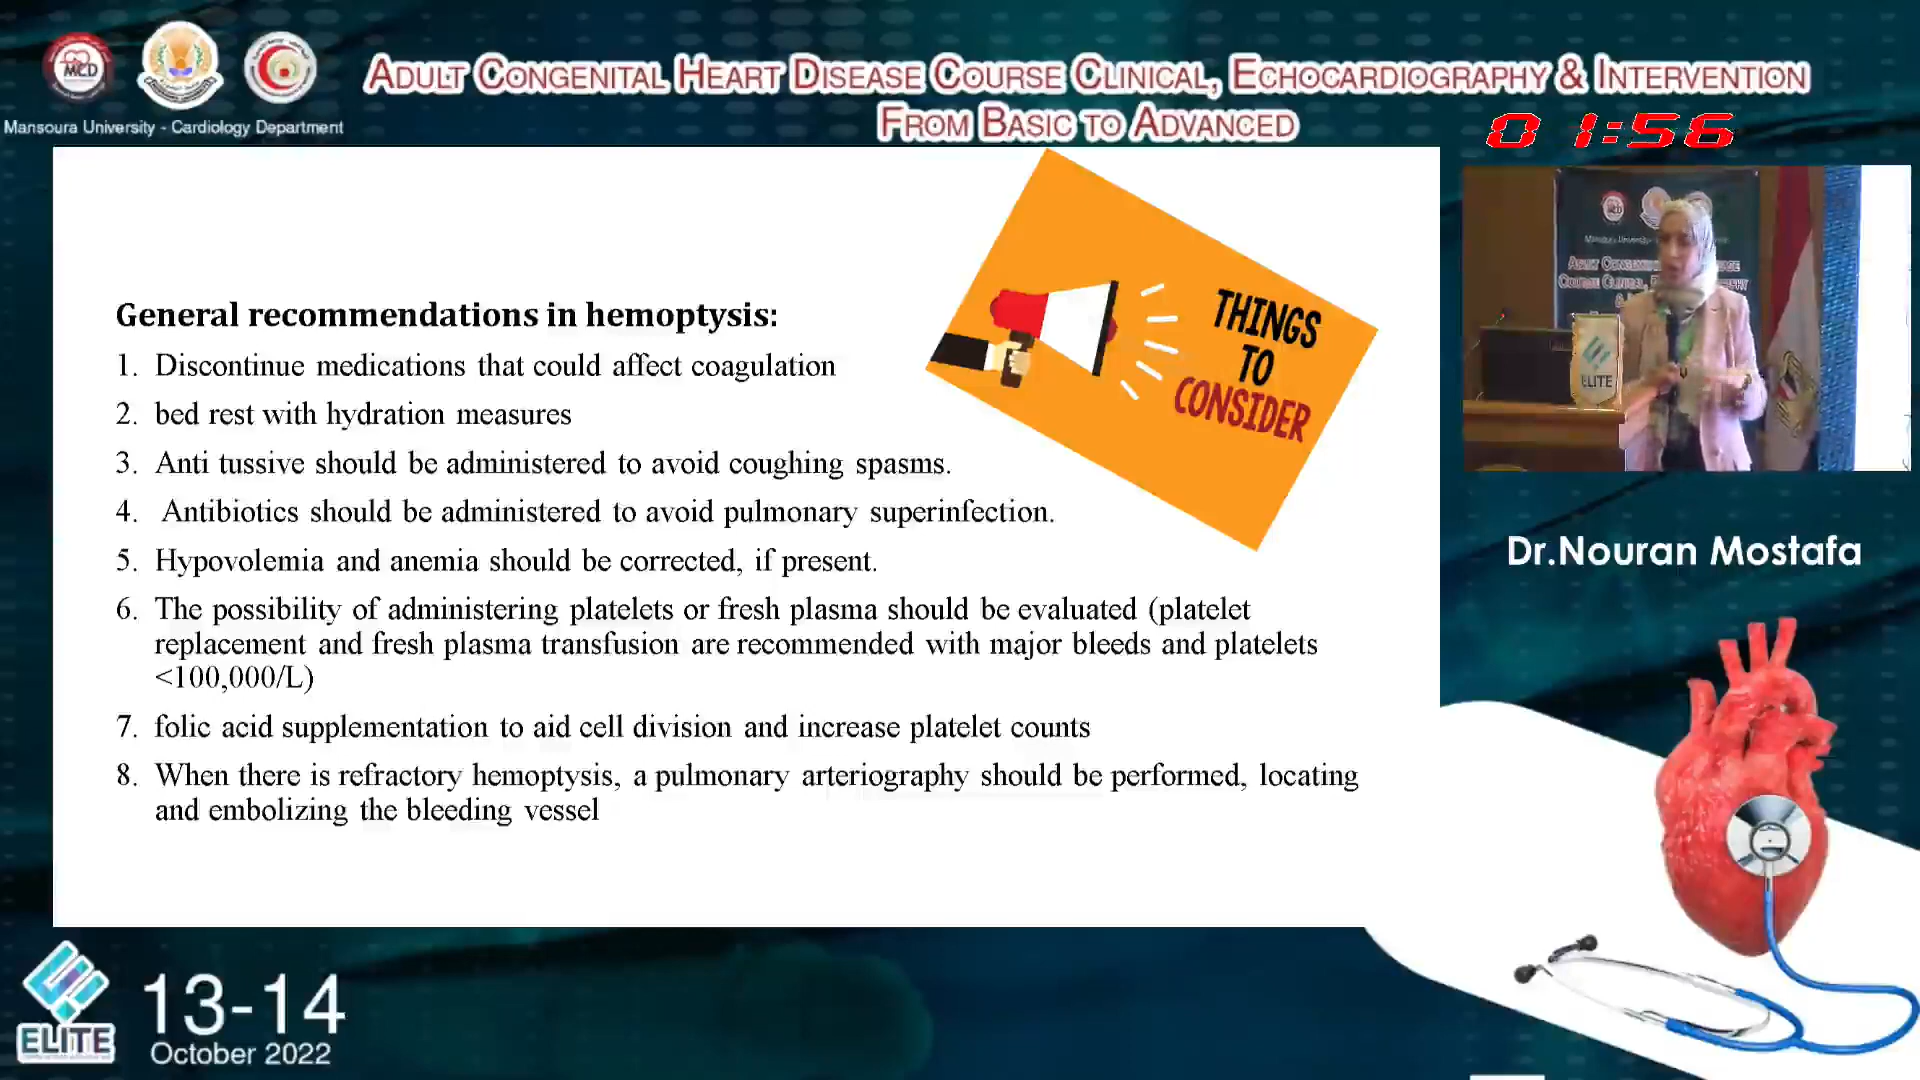 MCD
Mansoura University - Cardiology Department
ADULT CONGENITAL HEART DISEASE COURSE CLINICAL, ECHOCARDIOGRAPHY & INTERVENTION
FROM BASIC TO ADVANCED
01:56
General recommendations in hemoptysis:
1. Discontinue medications that could affect coagulation
2. bed rest with hydration measures
3. Anti tussive should be administered to avoid coughing spasms.
4. Antibiotics should be administered to avoid pulmonary superinfection.
5. Hypovolemia and anemia should be corrected, if present.
6. The possibility of administering platelets or fresh plasma should be evaluated (platelet
replacement and fresh plasma transfusion are recommended with major bleeds and platelets
<100,000/L)
7. folic acid supplementation to aid cell division and increase platelet counts
8. When there is refractory hemoptysis, a pulmonary arteriography should be performed, locating
and embolizing the bleeding vessel
THINGS
TO
CONSIDER
ELITE
Dr.Nouran Mostafa
ELITE
13-14
October 2022